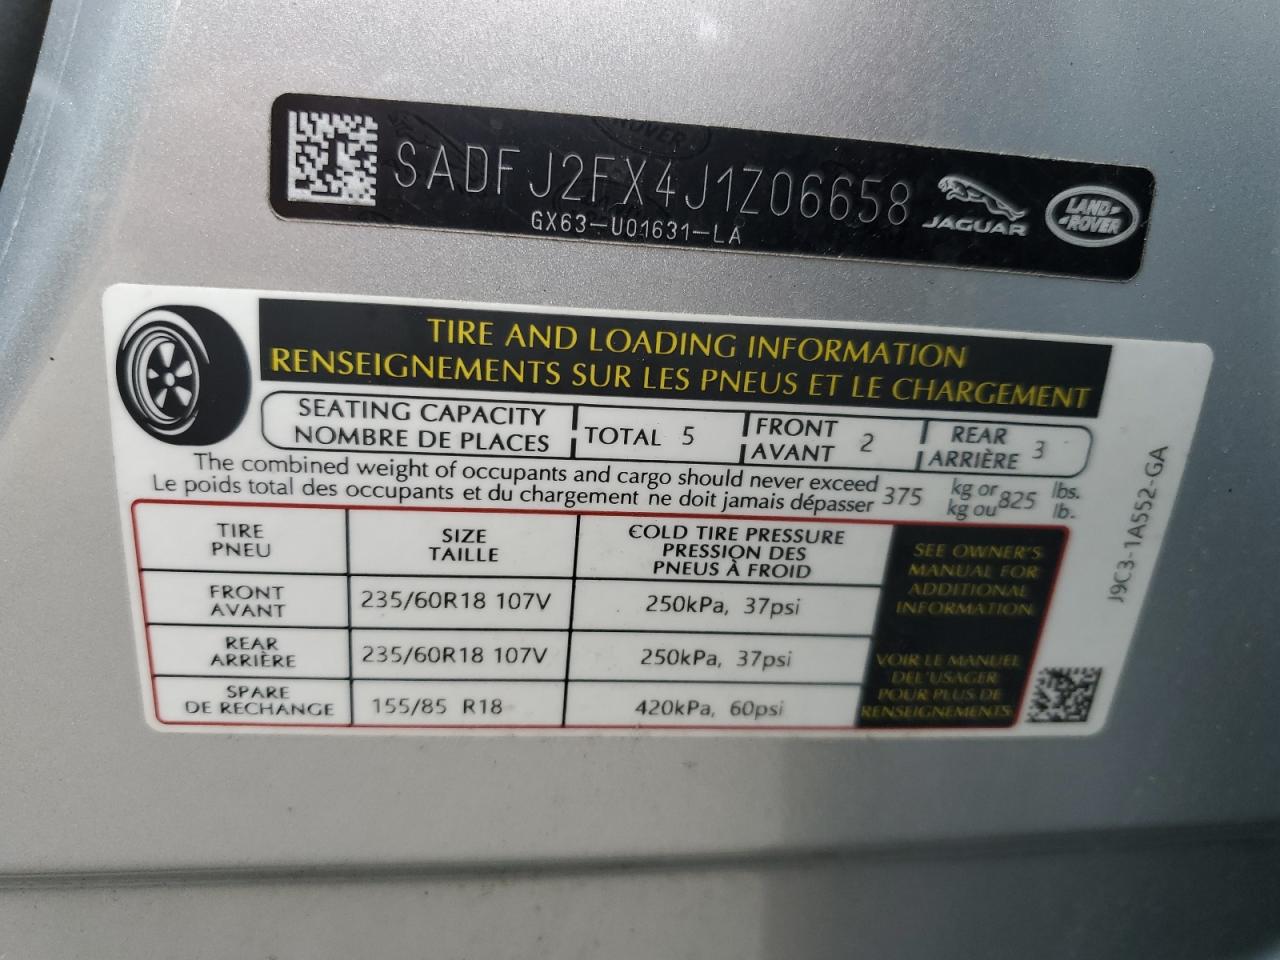 SADFJ2FX4J1Z06658
JAGUAR
LAND
ROVER
GX63-U01631-LA
TIRE AND LOADING INFORMATION
RENSEIGNEMENTS SUR LES PNEUS ET LE CHARGEMENT
SEATING CAPACITY
NOMBRE DE PLACES
TOTAL 5
FRONT
AVANT
2
REAR
ARRIÈRE
3
The combined weight of occupants and cargo should never exceed
Le poids total des occupants et du chargement ne doit jamais dépasser
375
kg or
kg ou
825
lbs.
lb.
TIRE
PNEU
SIZE
TAILLE
COLD TIRE PRESSURE
PRESSION DES
PNEUS À FROID
FRONT
AVANT
235/60R18 107V
250kPa, 37psi
REAR
ARRIÈRE
235/60R18 107V
250kPa, 37psi
SPARE
DE RECHANGE
155/85 R18
420kPa, 60psi
SEE OWNER'S
MANUAL FOR
ADDITIONAL
INFORMATION
VOIR LE MANUEL
DEL'USAGER
POUR PLUS DE
RENSEIGNEMENTS
J9C3-1A552-GA